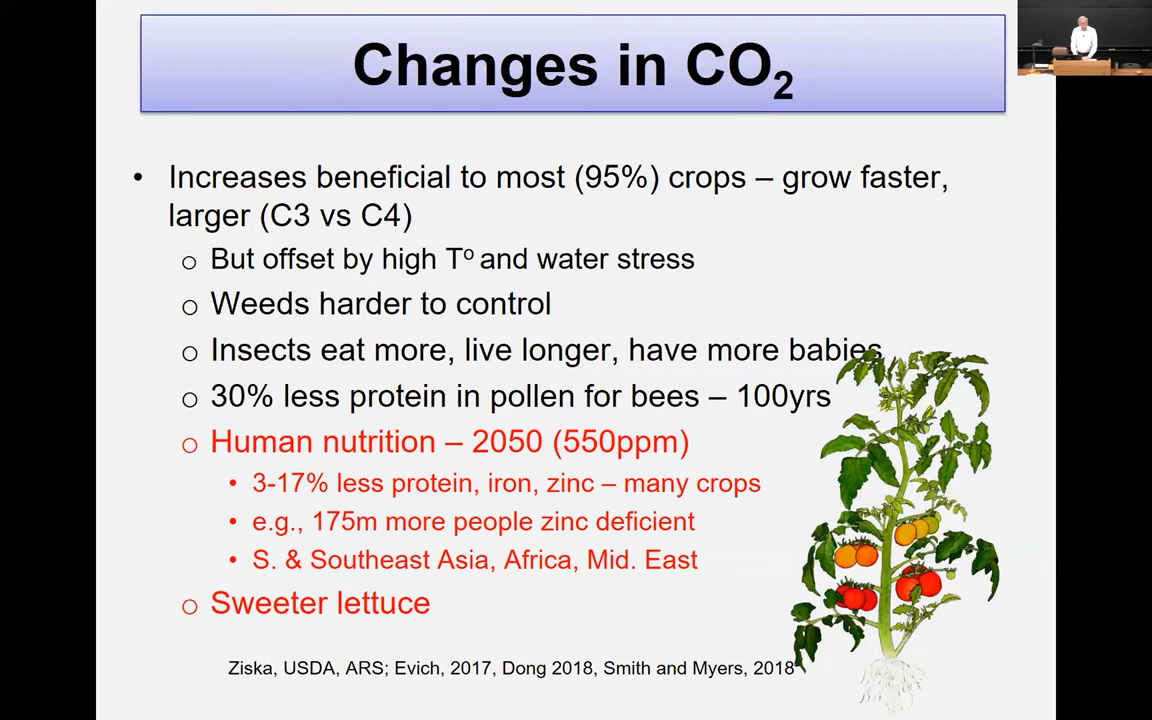 Changes in CO₂
• Increases beneficial to most (95%) crops – grow faster,
larger (C3 vs C4)
o But offset by high Tº and water stress
o Weeds harder to control
o Insects eat more, live longer, have more babies
o 30% less protein in pollen for bees – 100yrs
o Human nutrition – 2050 (550ppm)
• 3-17% less protein, iron, zinc – many crops
• e.g., 175m more people zinc deficient
• S. & Southeast Asia, Africa, Mid. East
o Sweeter lettuce
Ziska, USDA, ARS; Evich, 2017, Dong 2018, Smith and Myers, 2018